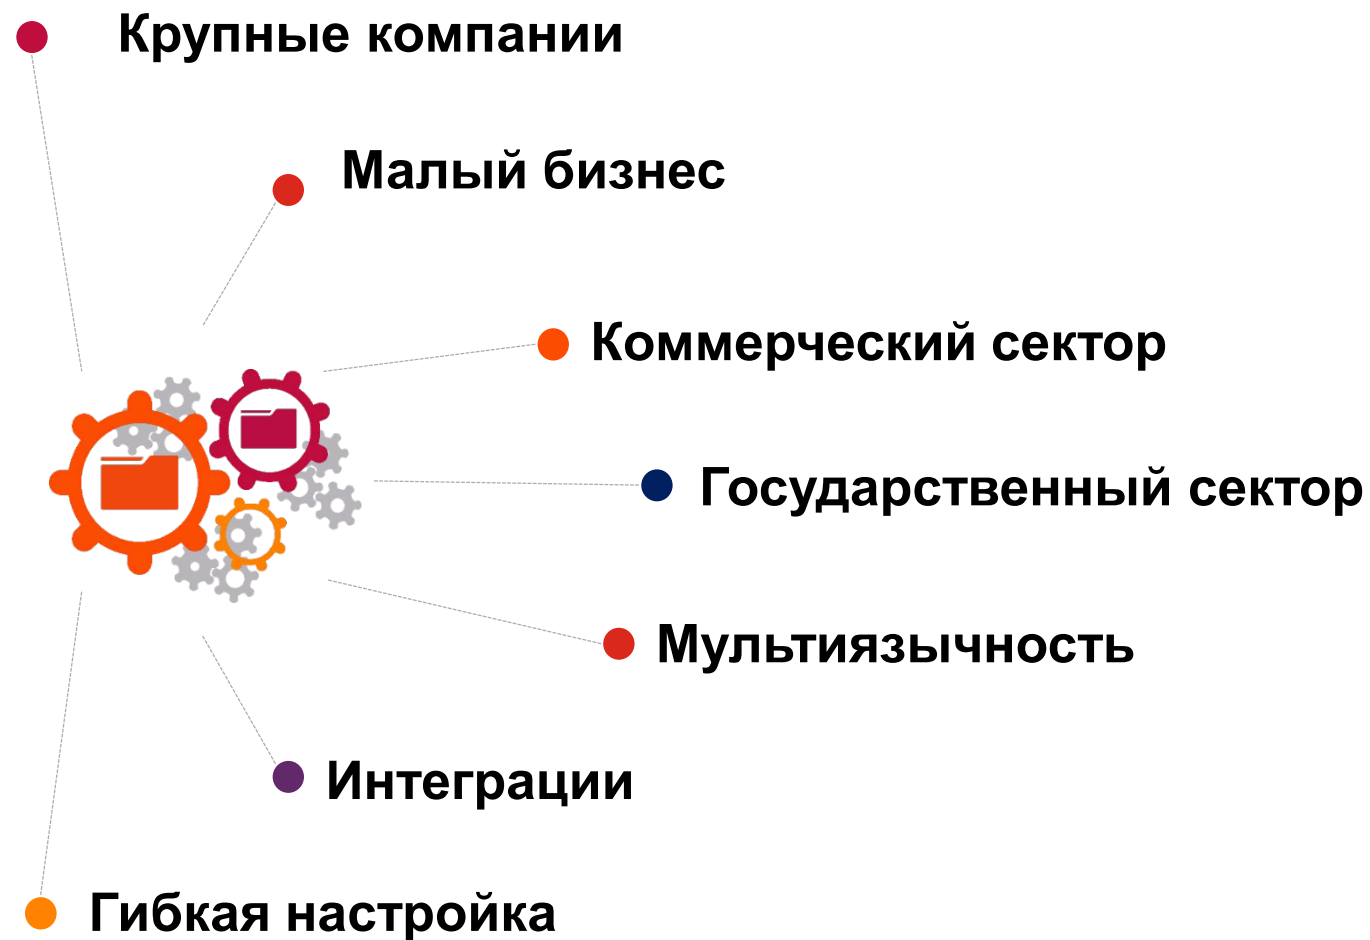 Крупные компании
Малый бизнес
Коммерческий сектор
Государственный сектор
Мультиязычность
Интеграции
Гибкая настройка